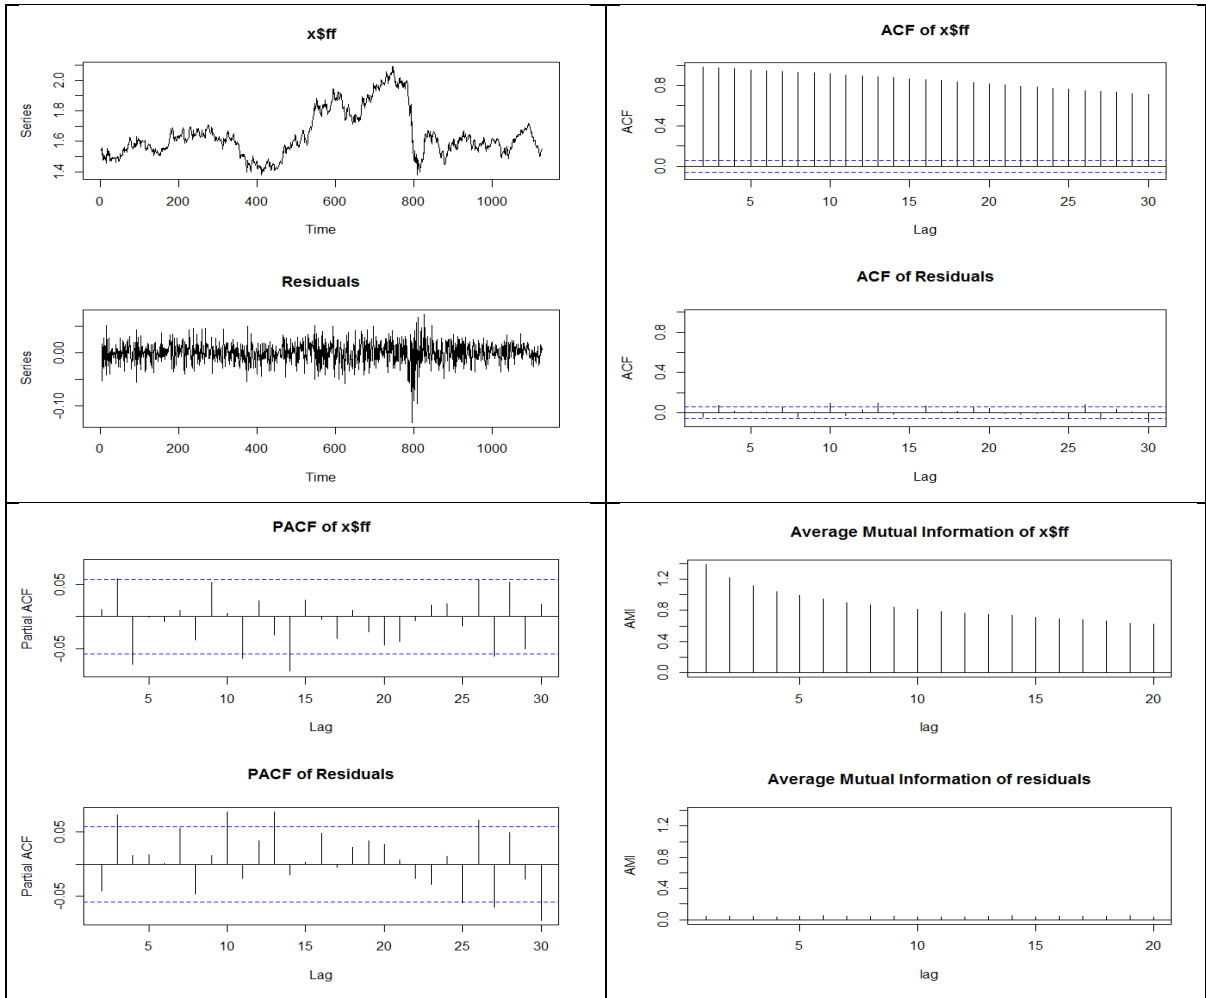 x$ff
Series
1.4 1.6 1.8 2.0
0 200 400 600 800 1000
Time
Residuals
Series
-0.10 0.00
0 200 400 600 800 1000
Time
ACF of x$ff
ACF
0.0 0.4 0.8
5 10 15 20 25 30
Lag
ACF of Residuals
ACF
0.0 0.4 0.8
5 10 15 20 25 30
Lag
PACF of x$ff
Partial ACF
-0.05 0.05
5 10 15 20 25 30
Lag
PACF of Residuals
Partial ACF
-0.05 0.05
5 10 15 20 25 30
Lag
Average Mutual Information of x$ff
AMI
0.0 0.4 0.8 1.2
5 10 15 20
lag
Average Mutual Information of residuals
AMI
0.0 0.4 0.8 1.2
5 10 15 20
lag